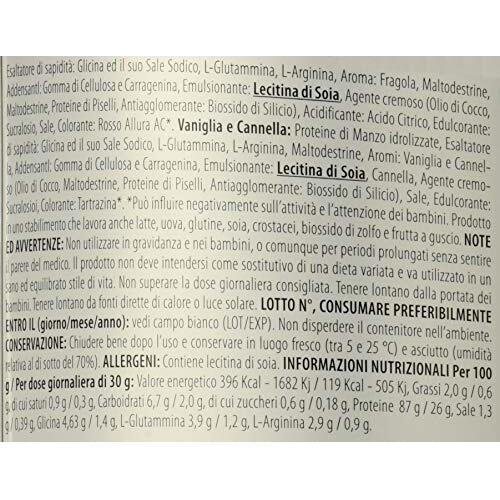 Esaltatore di sapidità: Glicina ed il suo Sale Sodico, L-Glutammina, L-Arginina, Aroma: Fragola, Maltodestrine,
Addensanti: Gomma di Cellulosa e Carragenina, Emulsionante: Lecitina di Soia, Agente cremoso (Olio di Cocco,
Maltodestrine, Proteine di Piselli, Antiagglomerante: Biossido di Silicio), Acidificante: Acido Citrico, Edulcorante:
Sucralosio, Sale, Colorante: Rosso Allura AC*. Vaniglia e Cannella: Proteine di Manzo idrolizzate, Esaltatore
di sapidità: Glicina ed il suo Sale Sodico, L-Glutammina, L-Arginina, Maltodestrine, Aromi: Vaniglia e Cannel-
la, Addensanti: Gomma di Cellulosa e Carragenina, Emulsionante: Lecitina di Soia, Cannella, Agente cremo-
so (Olio di Cocco, Maltodestrine, Proteine di Piselli, Antiagglomerante: Biossido di Silicio), Sale, Edulcorante:
Sucralosioi, Colorante: Tartrazina*. *Può influire negativamente sull'attività e l'attenzione dei bambini. Prodotto
in uno stabilimento che lavora anche latte, uova, glutine, soia, crostacei, biossido di zolfo e frutta a guscio. NOTE
ED AVVERTENZE: Non utilizzare in gravidanza e nei bambini, o comunque per periodi prolungati senza sentire
il parere del medico. Il prodotto non deve intendersi come sostitutivo di una dieta variata e va utilizzato in un
sano ed equilibrato stile di vita. Non superare la dose giornaliera consigliata. Tenere lontano dalla portata dei
bambini. Tenere lontano da fonti dirette di calore o luce solare. LOTTO N°, CONSUMARE PREFERIBILMENTE
ENTRO IL (giorno/mese/anno): vedi campo bianco (LOT/EXP). Non disperdere il contenitore nell'ambiente.
CONSERVAZIONE: Chiudere bene dopo l'uso e conservare in luogo fresco (tra 5 e 25 °C) e asciutto (umidità
relativa al di sotto del 70%). ALLERGENI: Contiene lecitina di soia. INFORMAZIONI NUTRIZIONALI Per 100
g / Per dose giornaliera di 30 g: Valore energetico 396 Kcal - 1682 Kj / 119 Kcal - 505 Kj, Grassi 2,0 g / 0,6
g, di cui saturi 0,9 g / 0,3 g, Carboidrati 6,7 g / 2,0 g, di cui zuccheri 0,6 g / 0,18 g, Proteine 87 g / 26 g, Sale 1,3
g / 0,39 g, Glicina 4,63 g / 1,4 g, L-Glutammina 3,9 g / 1,2 g, L-Arginina 2,9 g / 0,9 g.